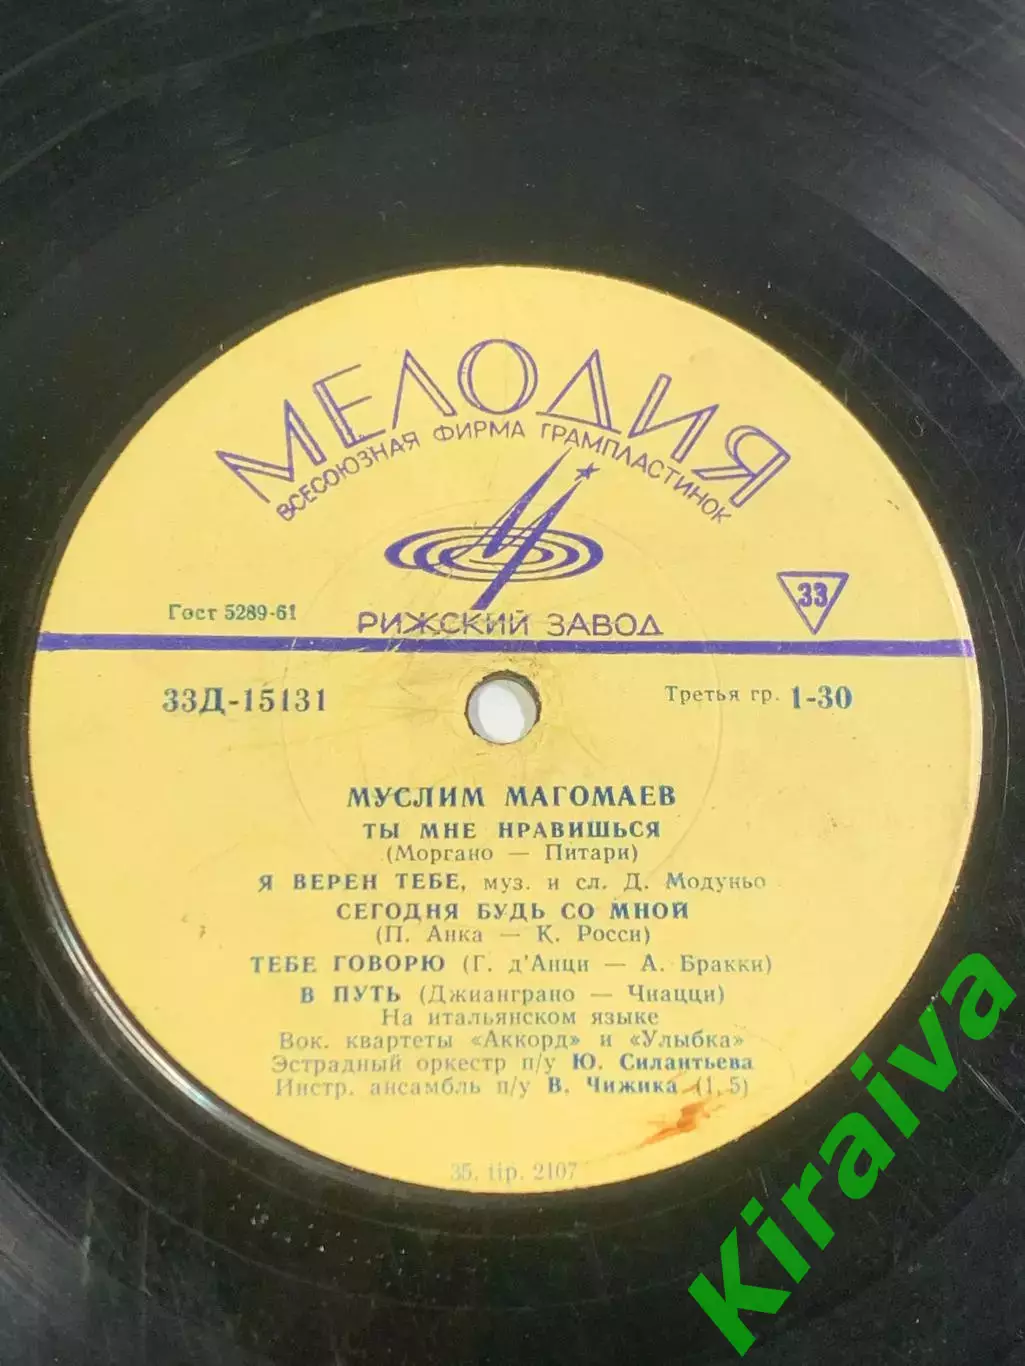 МЕЛОДИЯ
ВСЕСОЮЗНАЯ ФИРМА ГРАМПЛАСТИНОК
Гост 5289-61
33
РИЖСКИЙ ЗАВОД
33Д-15131
Третья гр. 1-30
МУСЛИМ МАГОМАЕВ
ТЫ МНЕ НРАВИШЬСЯ
(Моргано — Питари)
Я ВЕРЕН ТЕБЕ, муз. и сл. Д. Модуньо
СЕГОДНЯ БУДЬ СО МНОЙ
(П. Анка — К. Росси)
ТЕБЕ ГОВОРЮ (Г. д'Анци — А. Бракки)
В ПУТЬ (Джианграно — Чиацци)
На итальянском языке
Вок. квартеты «Аккорд» и «Улыбка»
Эстрадный оркестр п/у Ю. Силантьева
Инстр. ансамбль п/у В. Чижика (1, 5)
35. tip. 2107
Kiraiva